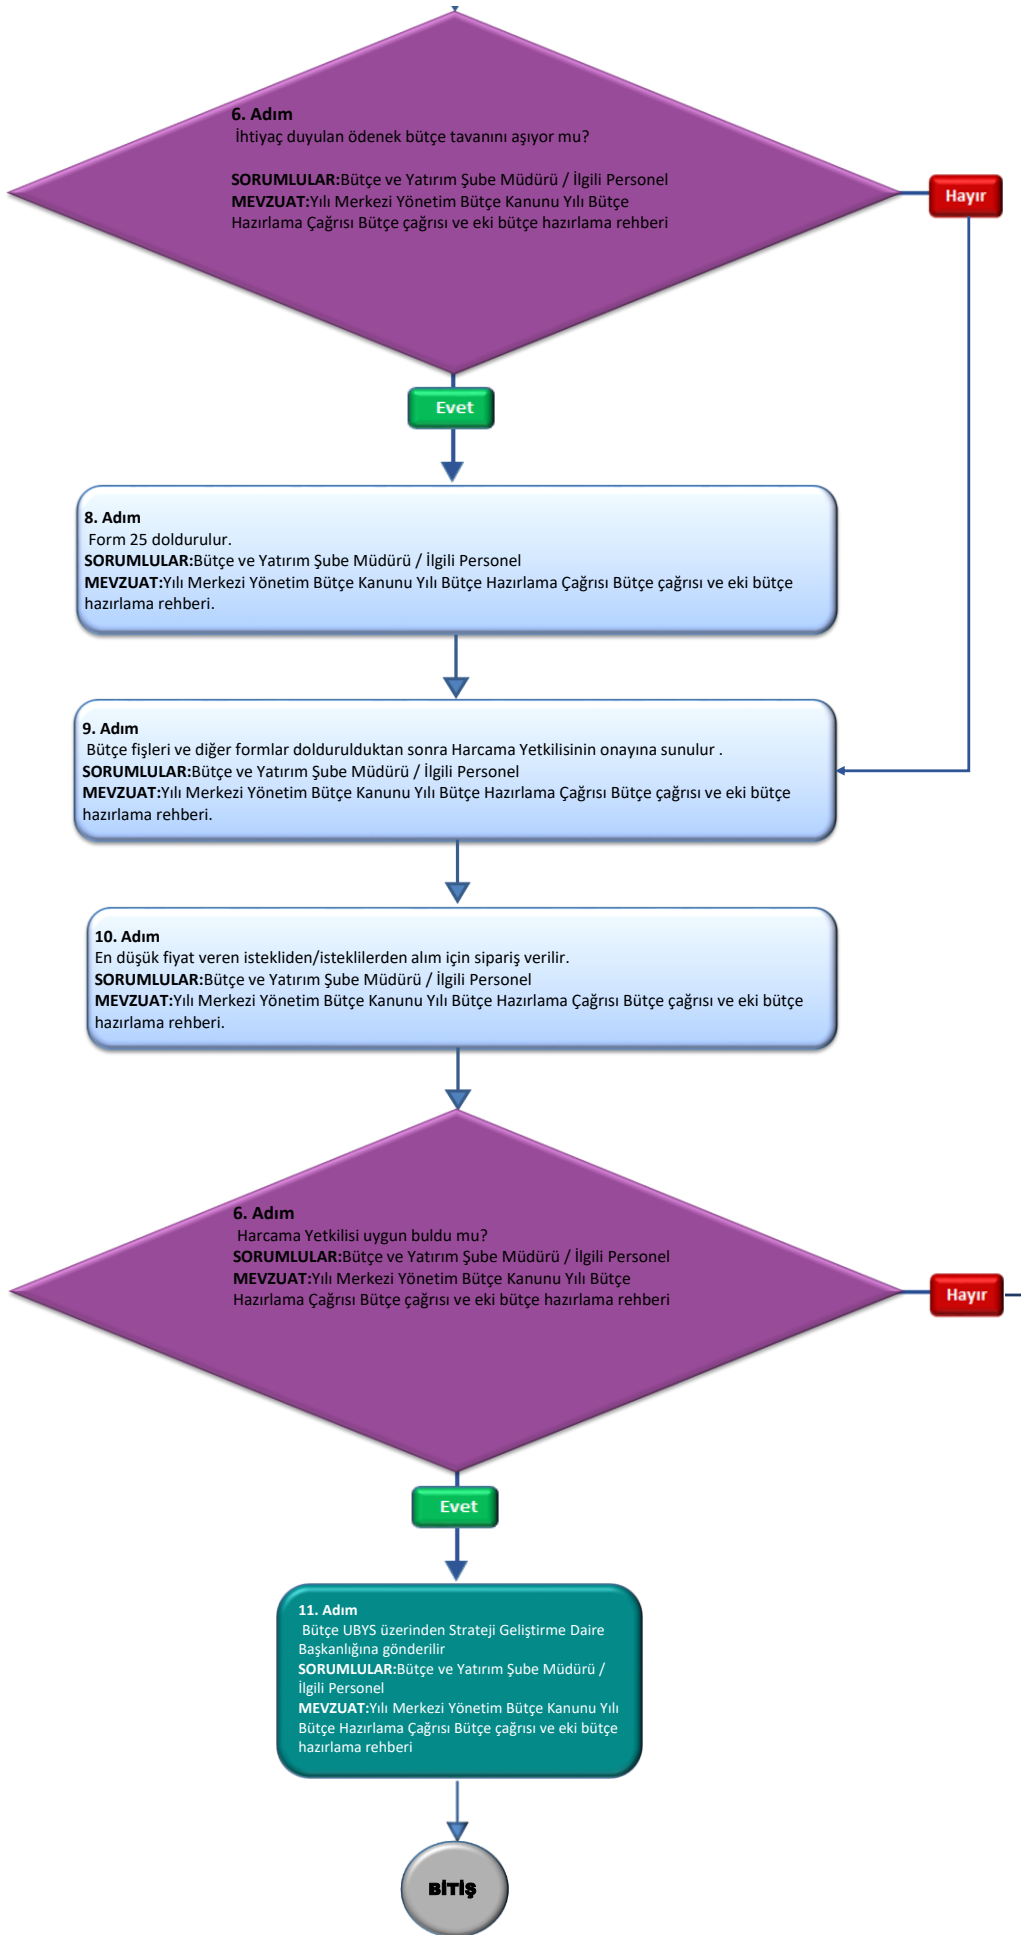 6. Adım
İhtiyaç duyulan ödenek bütçe tavanını aşıyor mu?
SORUMLULAR:Bütçe ve Yatırım Şube Müdürü / İlgili Personel
MEVZUAT:Yılı Merkezi Yönetim Bütçe Kanunu Yılı Bütçe
Hazırlama Çağrısı Bütçe çağrısı ve eki bütçe hazırlama rehberi
Hayır
Evet
8. Adım
Form 25 doldurulur.
SORUMLULAR:Bütçe ve Yatırım Şube Müdürü / İlgili Personel
MEVZUAT:Yılı Merkezi Yönetim Bütçe Kanunu Yılı Bütçe Hazırlama Çağrısı Bütçe çağrısı ve eki bütçe
hazırlama rehberi.
9. Adım
Bütçe fişleri ve diğer formlar doldurulduktan sonra Harcama Yetkilisinin onayına sunulur .
SORUMLULAR:Bütçe ve Yatırım Şube Müdürü / İlgili Personel
MEVZUAT:Yılı Merkezi Yönetim Bütçe Kanunu Yılı Bütçe Hazırlama Çağrısı Bütçe çağrısı ve eki bütçe
hazırlama rehberi.
10. Adım
En düşük fiyat veren istekliden/isteklilerden alım için sipariş verilir.
SORUMLULAR:Bütçe ve Yatırım Şube Müdürü / İlgili Personel
MEVZUAT:Yılı Merkezi Yönetim Bütçe Kanunu Yılı Bütçe Hazırlama Çağrısı Bütçe çağrısı ve eki bütçe
hazırlama rehberi.
6. Adım
Harcama Yetkilisi uygun buldu mu?
SORUMLULAR:Bütçe ve Yatırım Şube Müdürü / İlgili Personel
MEVZUAT:Yılı Merkezi Yönetim Bütçe Kanunu Yılı Bütçe
Hazırlama Çağrısı Bütçe çağrısı ve eki bütçe hazırlama rehberi
Hayır
Evet
11. Adım
Bütçe UBYS üzerinden Strateji Geliştirme Daire
Başkanlığına gönderilir
SORUMLULAR:Bütçe ve Yatırım Şube Müdürü /
İlgili Personel
MEVZUAT:Yılı Merkezi Yönetim Bütçe Kanunu Yılı
Bütçe Hazırlama Çağrısı Bütçe çağrısı ve eki bütçe
hazırlama rehberi
BİTİŞ